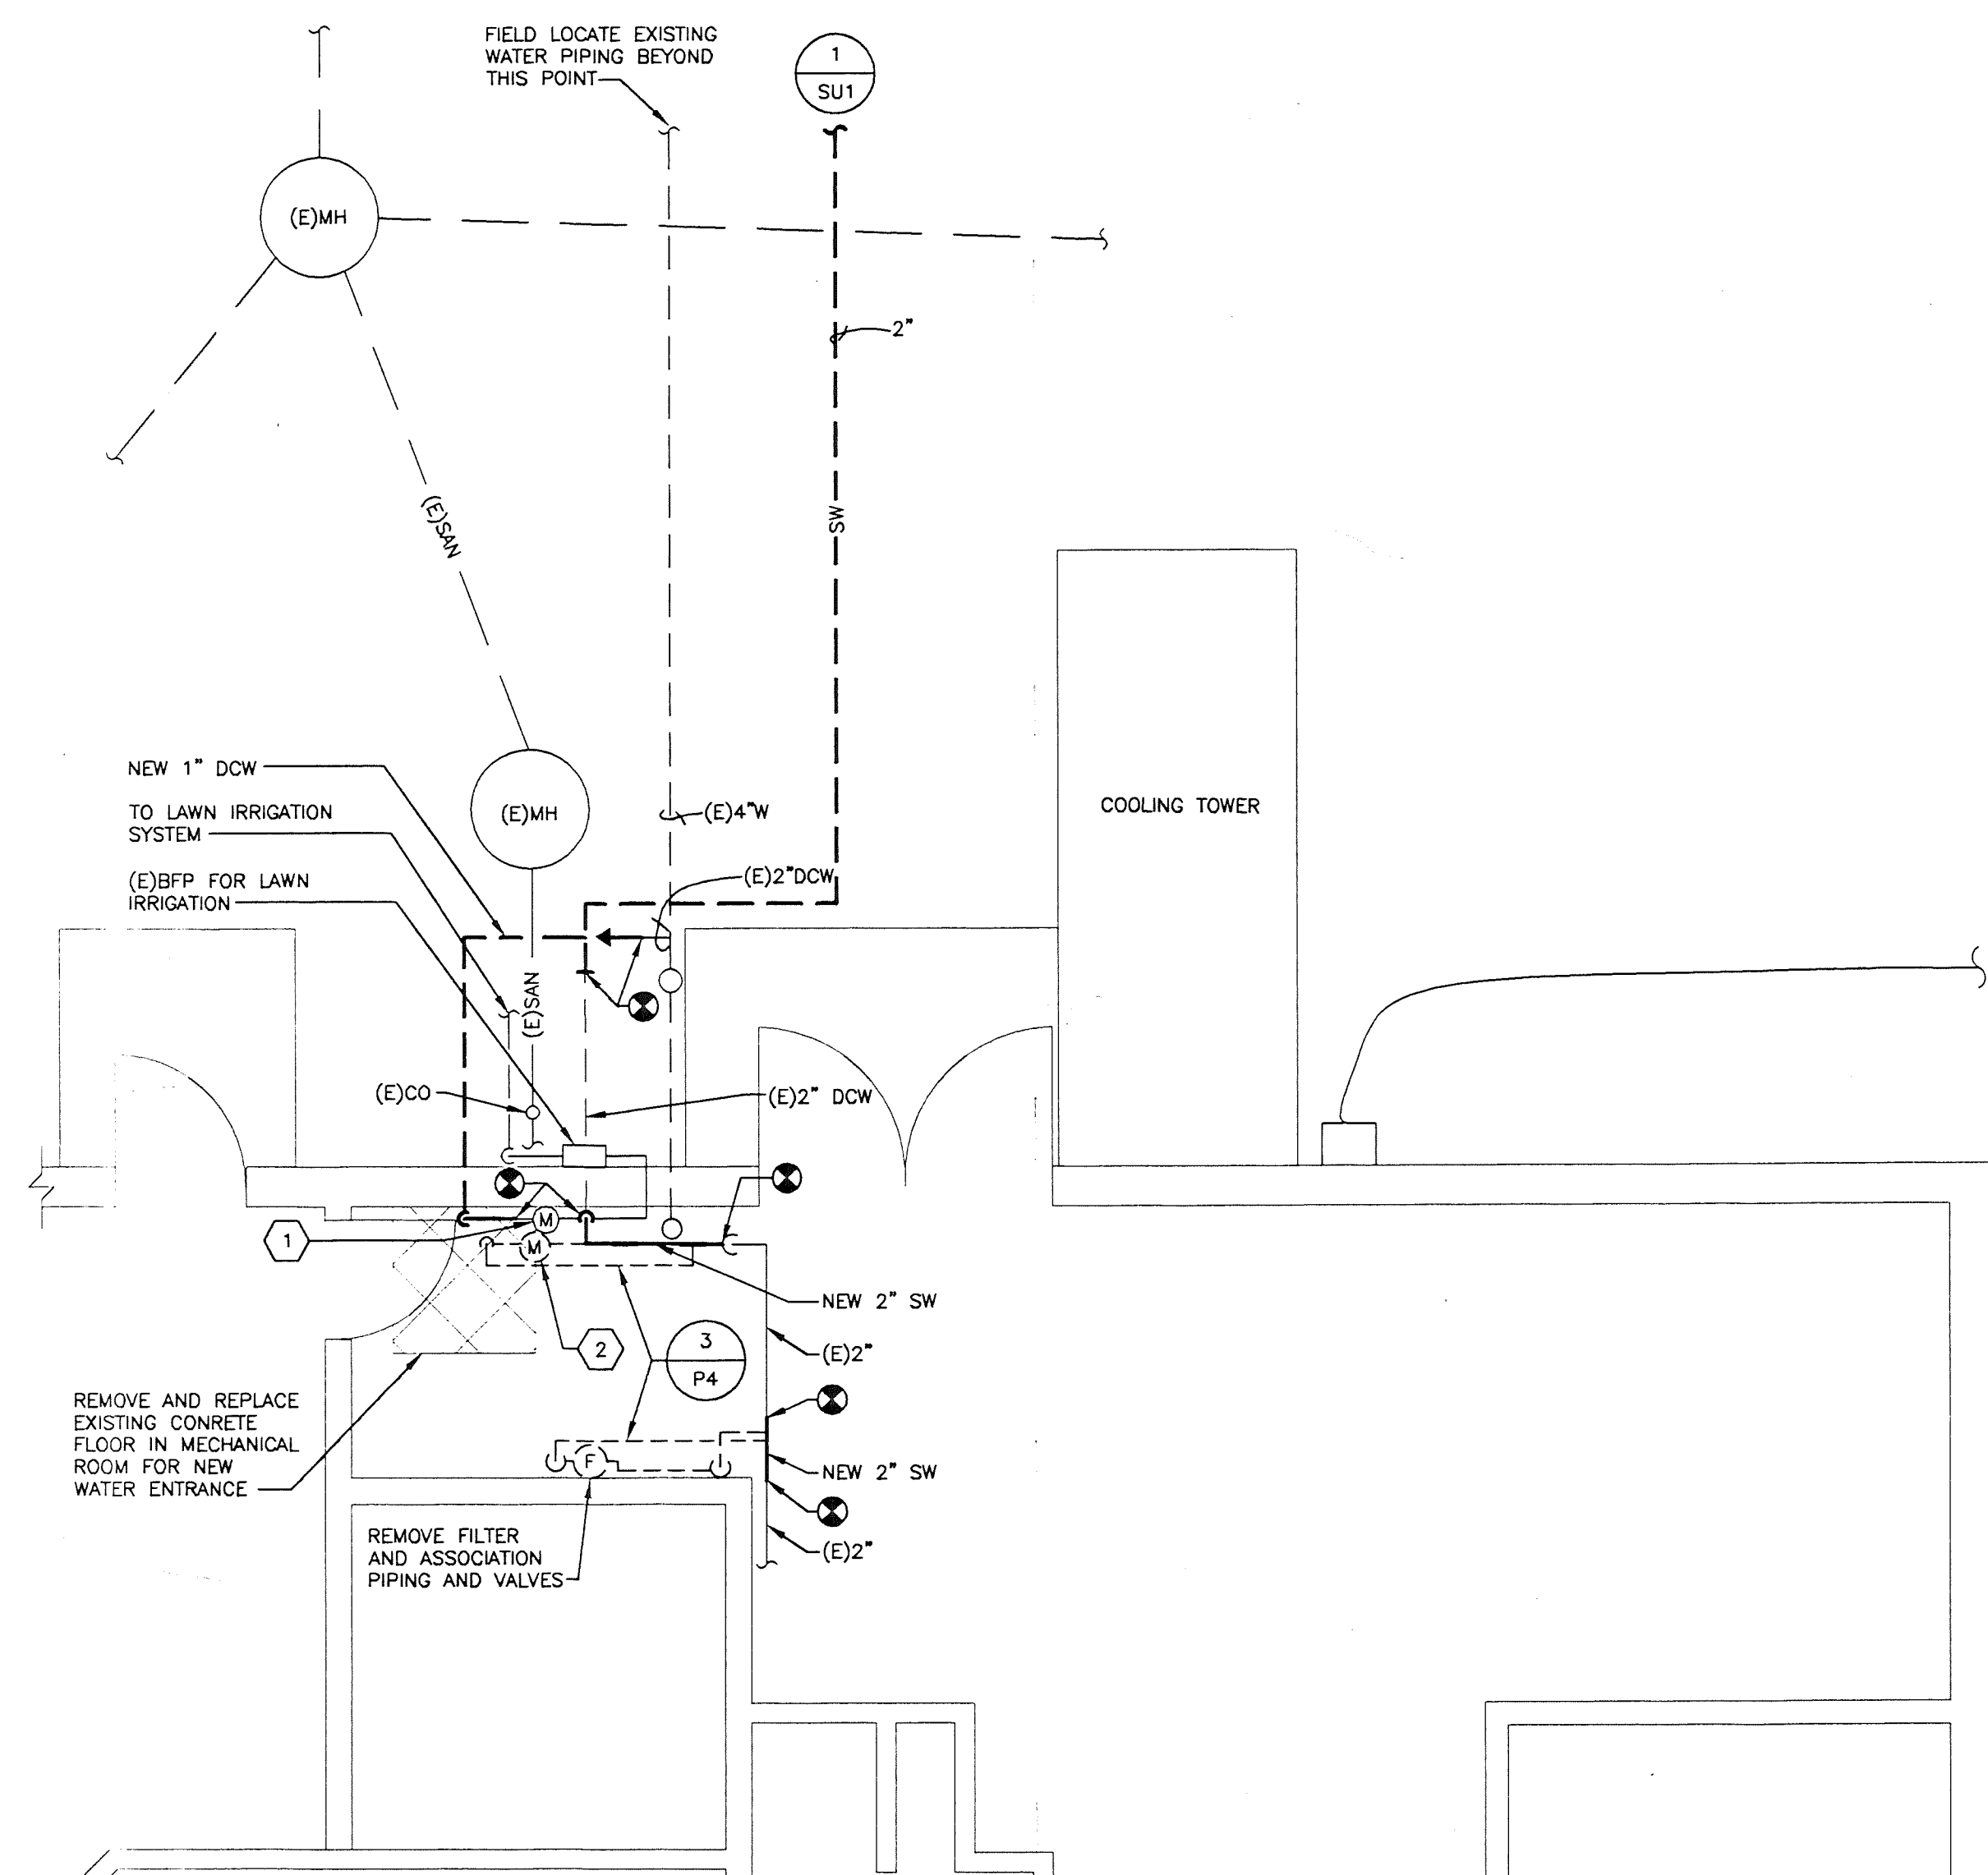 FIELD LOCATE EXISTING
WATER PIPING BEYOND
THIS POINT
1
SU1
(E)MH
2"
(E)SAN
SW
NEW 1" DCW
TO LAWN IRRIGATION
SYSTEM
(E)BFP FOR LAWN
IRRIGATION
(E)MH
(E)4"W
COOLING TOWER
(E)2"DCW
(E)SAN
(E)CO
(E)2" DCW
M
1
M
NEW 2" SW
2
3
P4
(E)2"
REMOVE AND REPLACE
EXISTING CONRETE
FLOOR IN MECHANICAL
ROOM FOR NEW
WATER ENTRANCE
F
NEW 2" SW
REMOVE FILTER
AND ASSOCIATION
PIPING AND VALVES
(E)2"